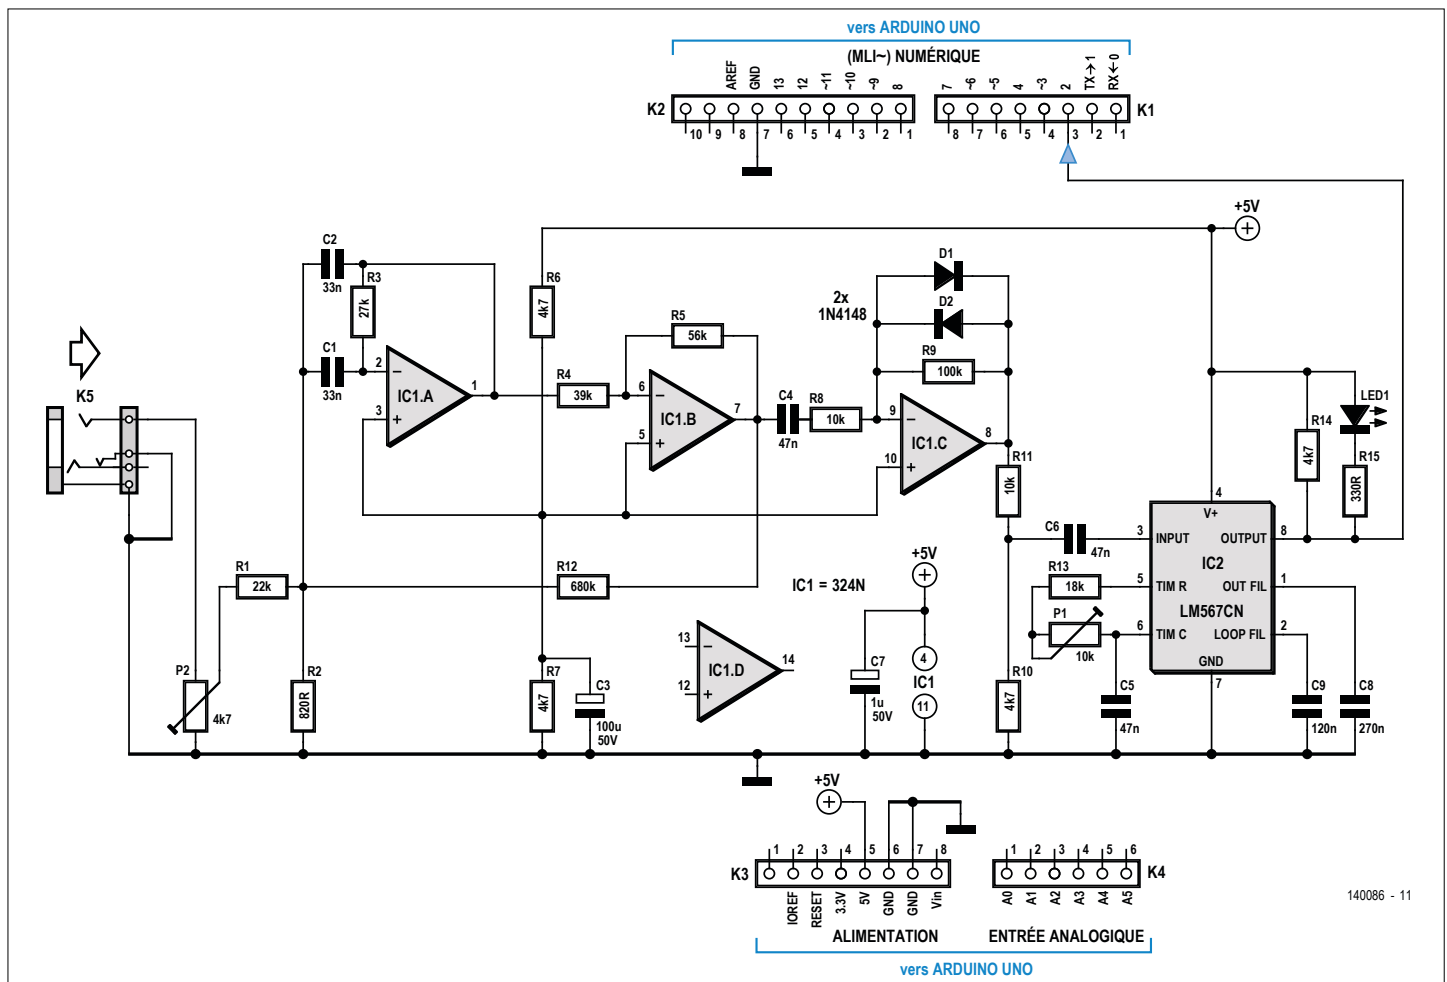 vers ARDUINO UNO
(MLI~) NUMÉRIQUE
AREF GND 13 12 ~11 ~10 ~9 8
7 ~6 ~5 4 ~3 2 TX→1 RX←0
K2
K1
10 9 8 7 6 5 4 3 2 1
8 7 6 5 4 3 2 1
+5V
C2
33n
R3
27k
C1
33n
R6
4k7
R5
56k
2x
1N4148
D1
D2
R9
100k
K5
2
3
1
IC1.A
R4
39k
6
5
7
IC1.B
C4
47n
R8
10k
9
10
8
IC1.C
R11
10k
LED1
R14
4k7
R15
330R
C6
47n
4
V+
3
INPUT
OUTPUT
8
IC2
R13
18k
5
TIM R
OUT FIL
1
LM567CN
P1
10k
6
TIM C
LOOP FIL
2
GND
7
R1
22k
R12
680k
IC1 = 324N
+5V
P2
4k7
R2
820R
R7
4k7
C3
100u
50V
13
12
14
IC1.D
C7
1u
50V
4
IC1
11
R10
4k7
C5
47n
C9
120n
C8
270n
+5V
1 2 3 4 5 6 7 8
K3
IOREF RESET 3.3V 5V GND GND Vin
ALIMENTATION
1 2 3 4 5 6
K4
A0 A1 A2 A3 A4 A5
ENTRÉE ANALOGIQUE
vers ARDUINO UNO
140086 - 11